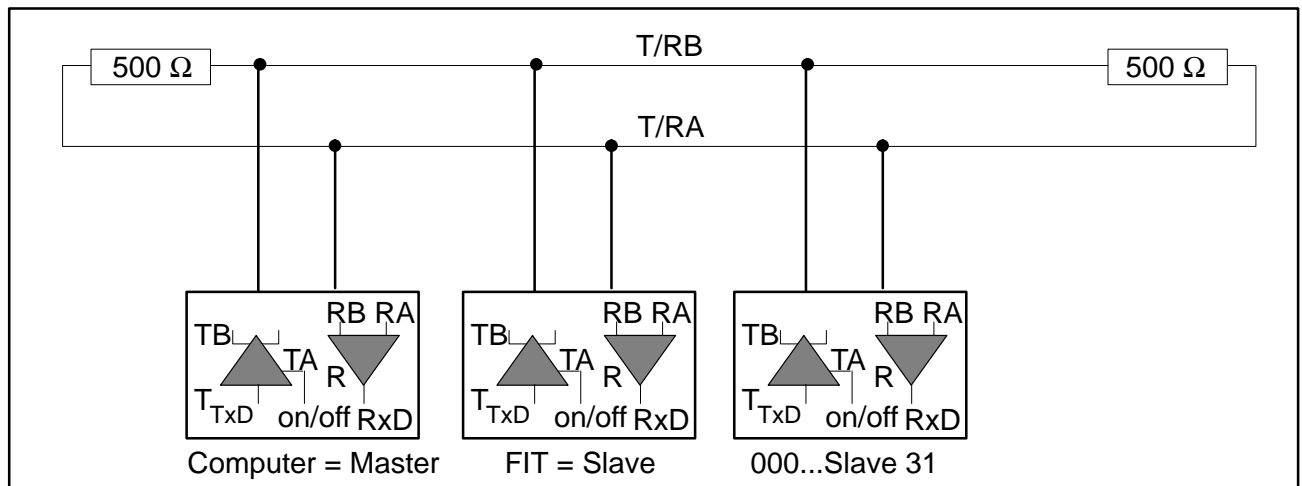 T/RB
500 Ω
500 Ω
T/RA
RB RA
TB
TA
R
T TxD
on/off RxD
RB RA
TB
TA
R
T TxD
on/off RxD
RB RA
TB
TA
R
T TxD
on/off RxD
Computer = Master
FIT = Slave
000...Slave 31